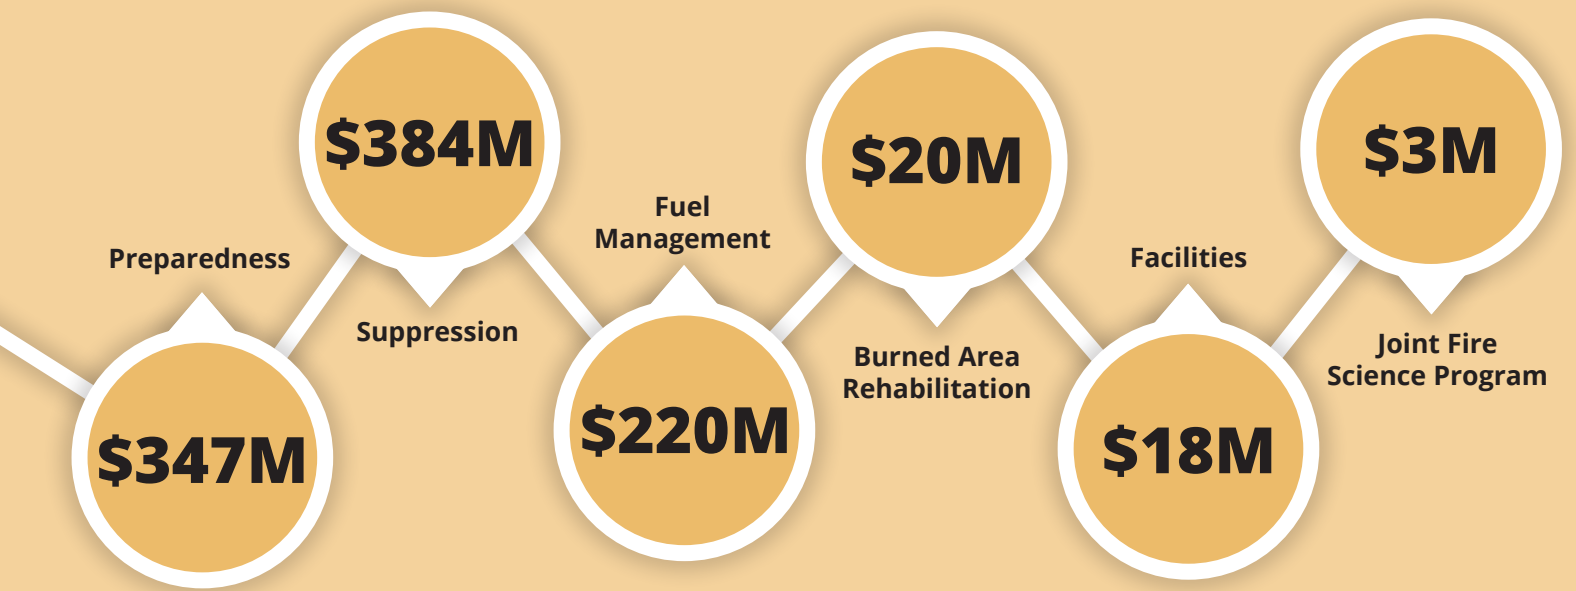 Preparedness
$347M
$384M
Suppression
Fuel
Management
$220M
$20M
Burned Area
Rehabilitation
Facilities
$18M
$3M
Joint Fire
Science Program